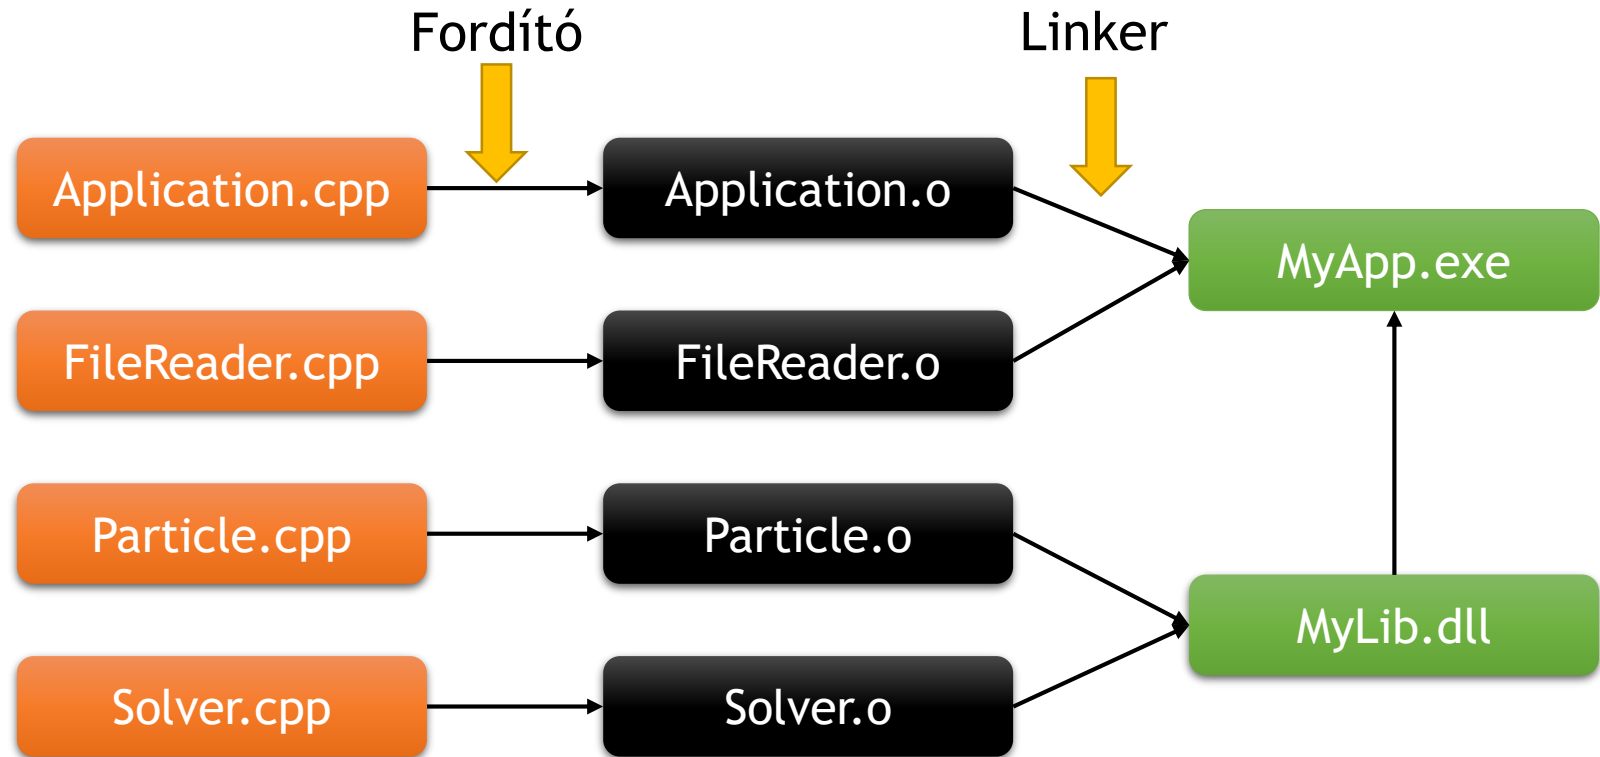 Fordító
Linker
Application.cpp
Application.o
MyApp.exe
FileReader.cpp
FileReader.o
Particle.cpp
Particle.o
MyLib.dll
Solver.cpp
Solver.o